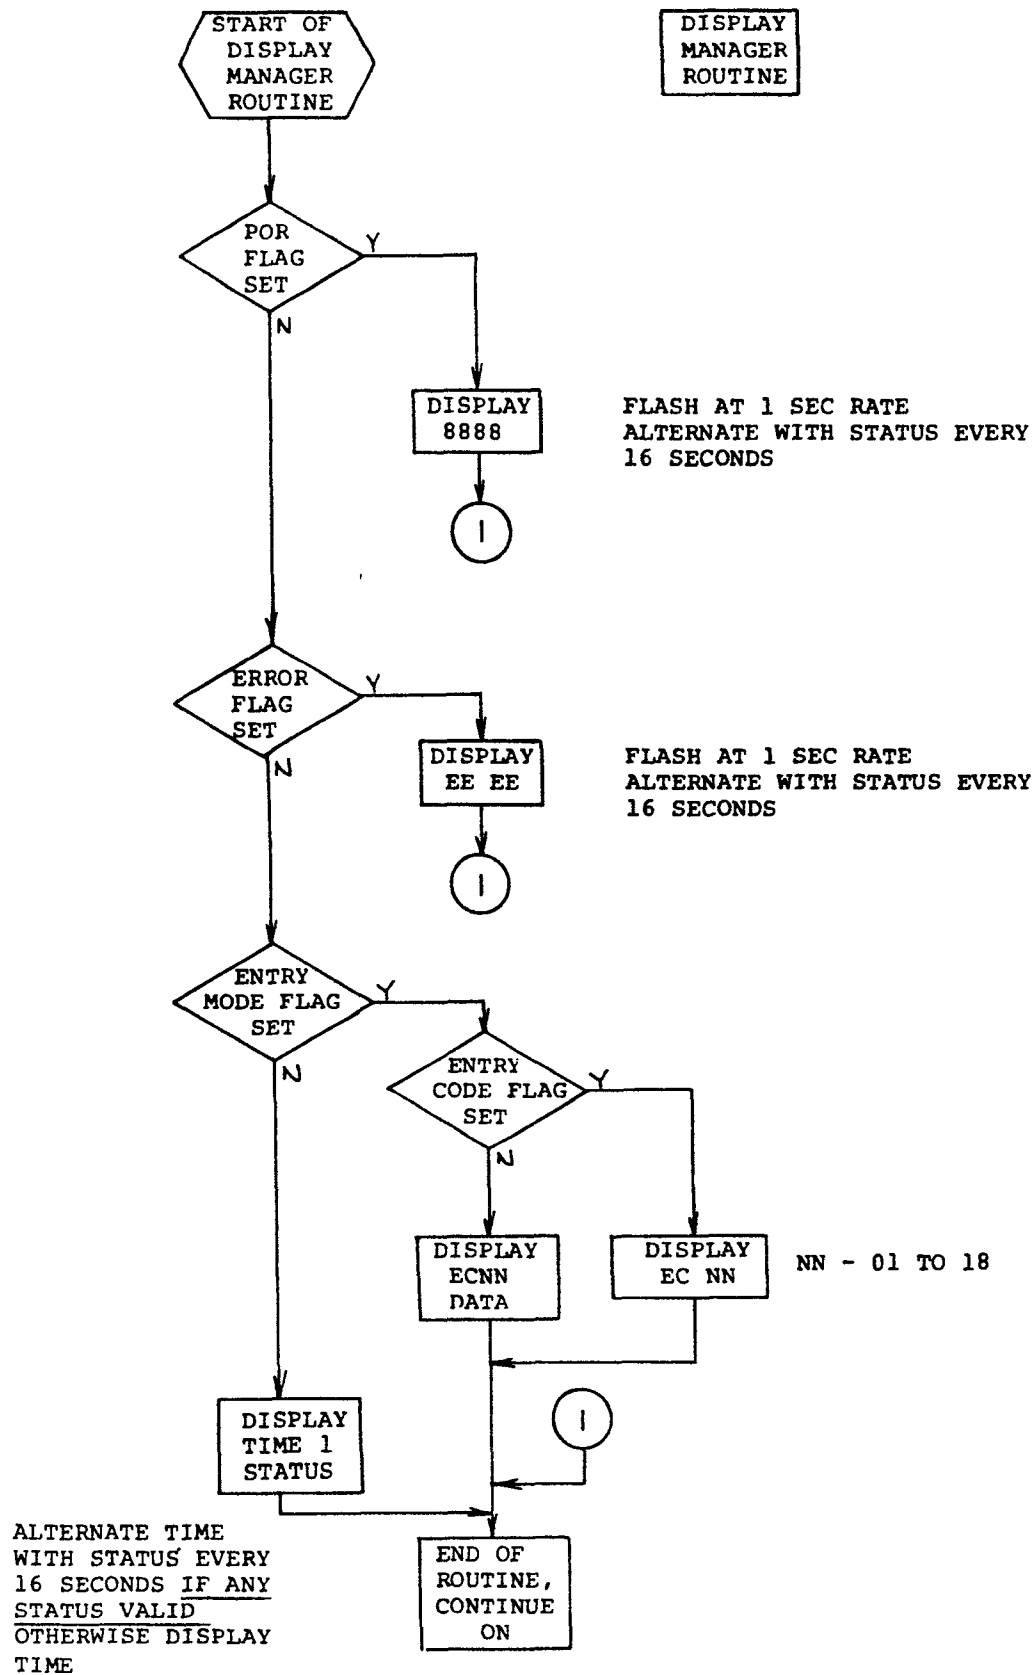 START OF
DISPLAY
MANAGER
ROUTINE
DISPLAY
MANAGER
ROUTINE
POR
FLAG
SET
Y
N
DISPLAY
8888
FLASH AT 1 SEC RATE
ALTERNATE WITH STATUS EVERY
16 SECONDS
1
ERROR
FLAG
SET
Y
N
DISPLAY
EE EE
FLASH AT 1 SEC RATE
ALTERNATE WITH STATUS EVERY
16 SECONDS
1
ENTRY
MODE FLAG
SET
Y
N
ENTRY
CODE FLAG
SET
Y
N
DISPLAY
ECNN
DATA
DISPLAY
EC NN
NN - 01 TO 18
DISPLAY
TIME 1
STATUS
1
ALTERNATE TIME
WITH STATUS EVERY
16 SECONDS IF ANY
STATUS VALID
OTHERWISE DISPLAY
TIME
END OF
ROUTINE,
CONTINUE
ON